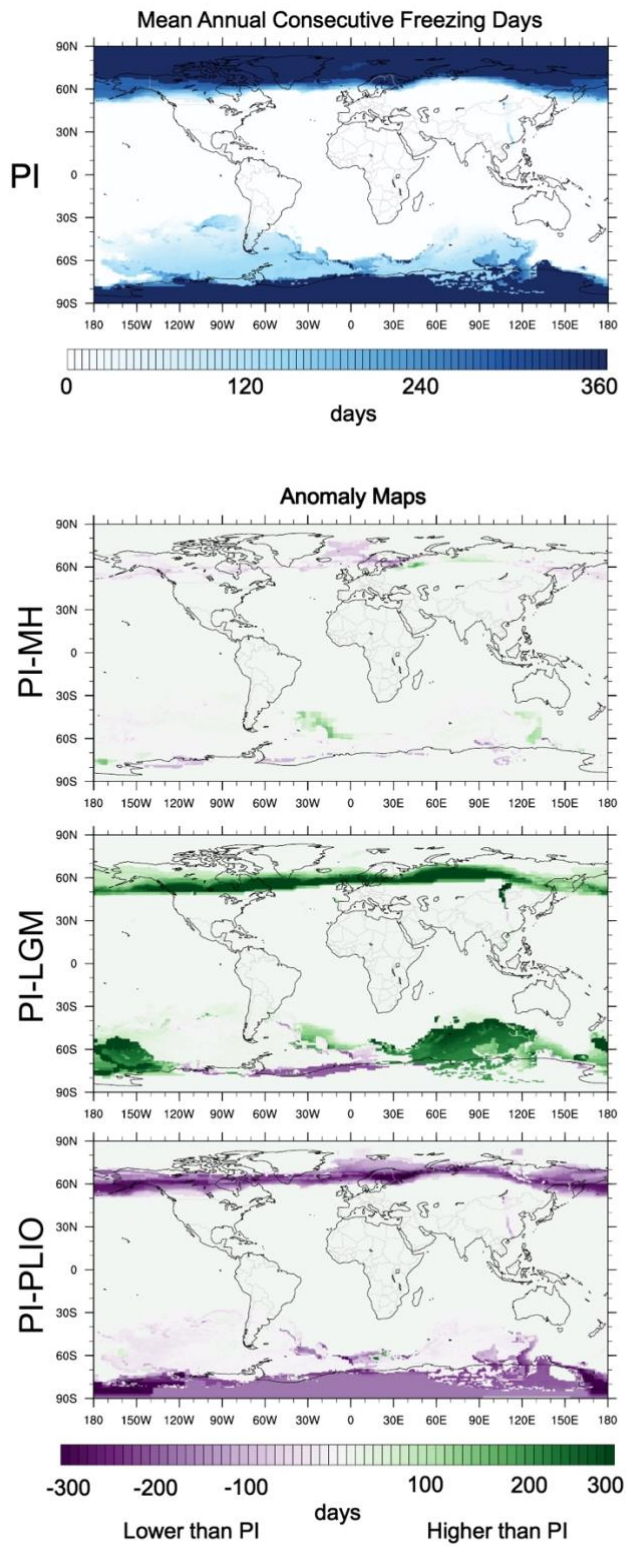 Mean Annual Consecutive Freezing Days
90N
60N
30N
PI
0
30S
60S
90S
180 150W 120W 90W 60W 30W 0 30E 60E 90E 120E 150E 180
0 120 240 360
days
Anomaly Maps
90N
60N
30N
PI-MH
0
30S
60S
90S
180 150W 120W 90W 60W 30W 0 30E 60E 90E 120E 150E 180
90N
60N
30N
PI-LGM
0
30S
60S
90S
180 150W 120W 90W 60W 30W 0 30E 60E 90E 120E 150E 180
90N
60N
30N
PI-PLIO
0
30S
60S
90S
180 150W 120W 90W 60W 30W 0 30E 60E 90E 120E 150E 180
-300 -200 -100 100 200 300
days
Lower than PI Higher than PI